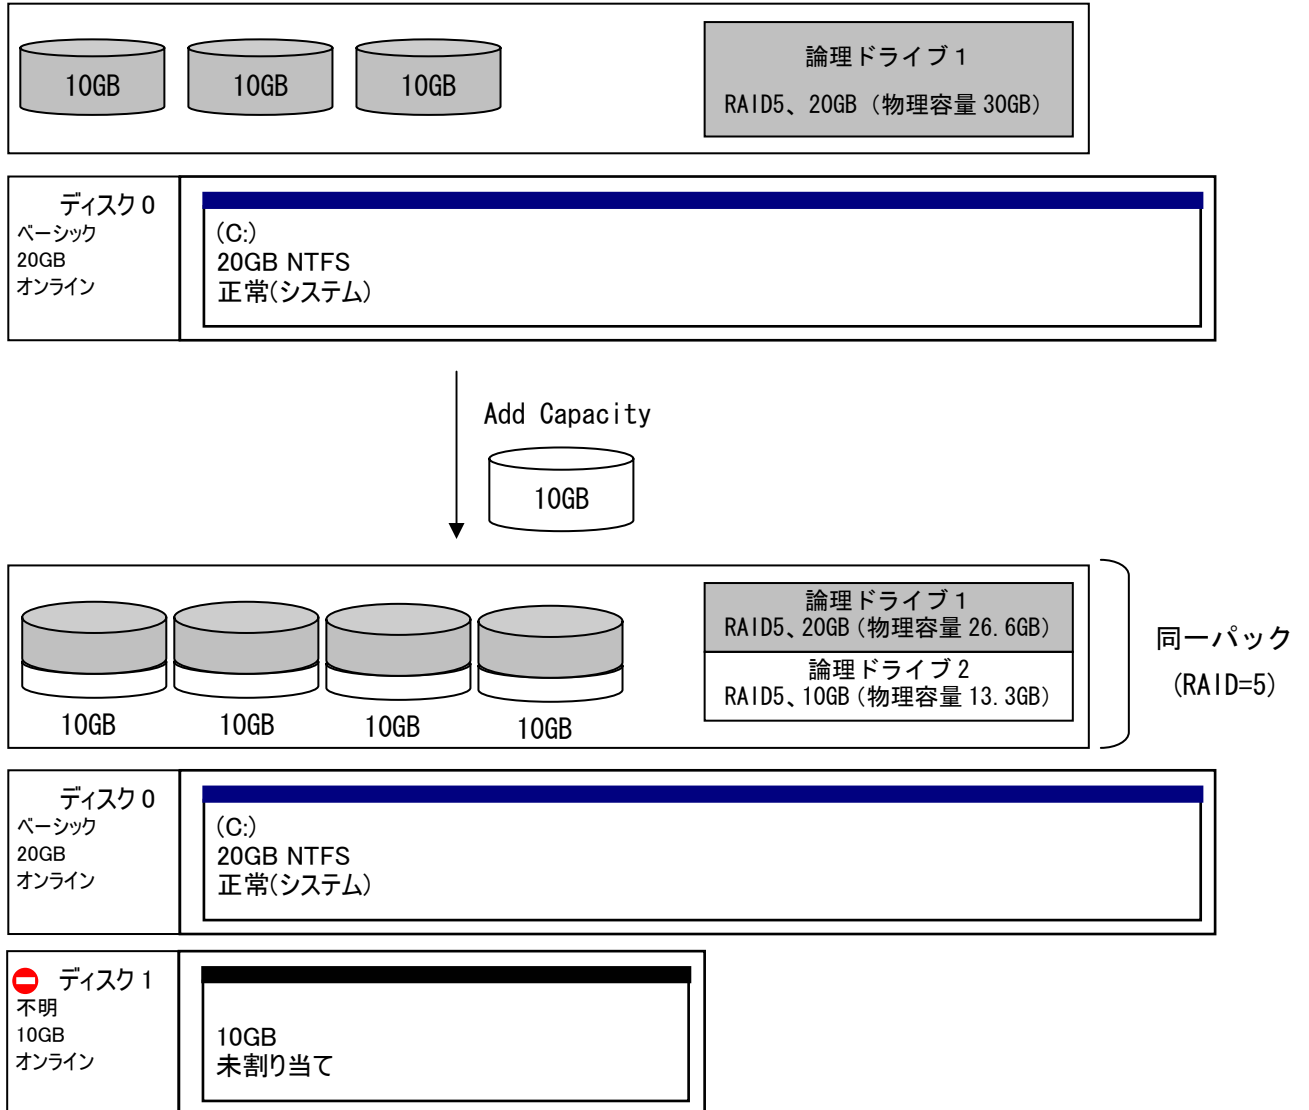 10GB
10GB
10GB
論理ドライブ1
RAID5、20GB（物理容量 30GB）
ディスク 0
ベーシック
20GB
オンライン
(C:)
20GB NTFS
正常(システム)
Add Capacity
10GB
10GB
10GB
10GB
10GB
論理ドライブ1
RAID5、20GB（物理容量 26.6GB）
論理ドライブ2
RAID5、10GB（物理容量 13.3GB）
同一パック
(RAID=5)
ディスク 0
ベーシック
20GB
オンライン
(C:)
20GB NTFS
正常(システム)
ディスク 1
不明
10GB
オンライン
10GB
未割り当て